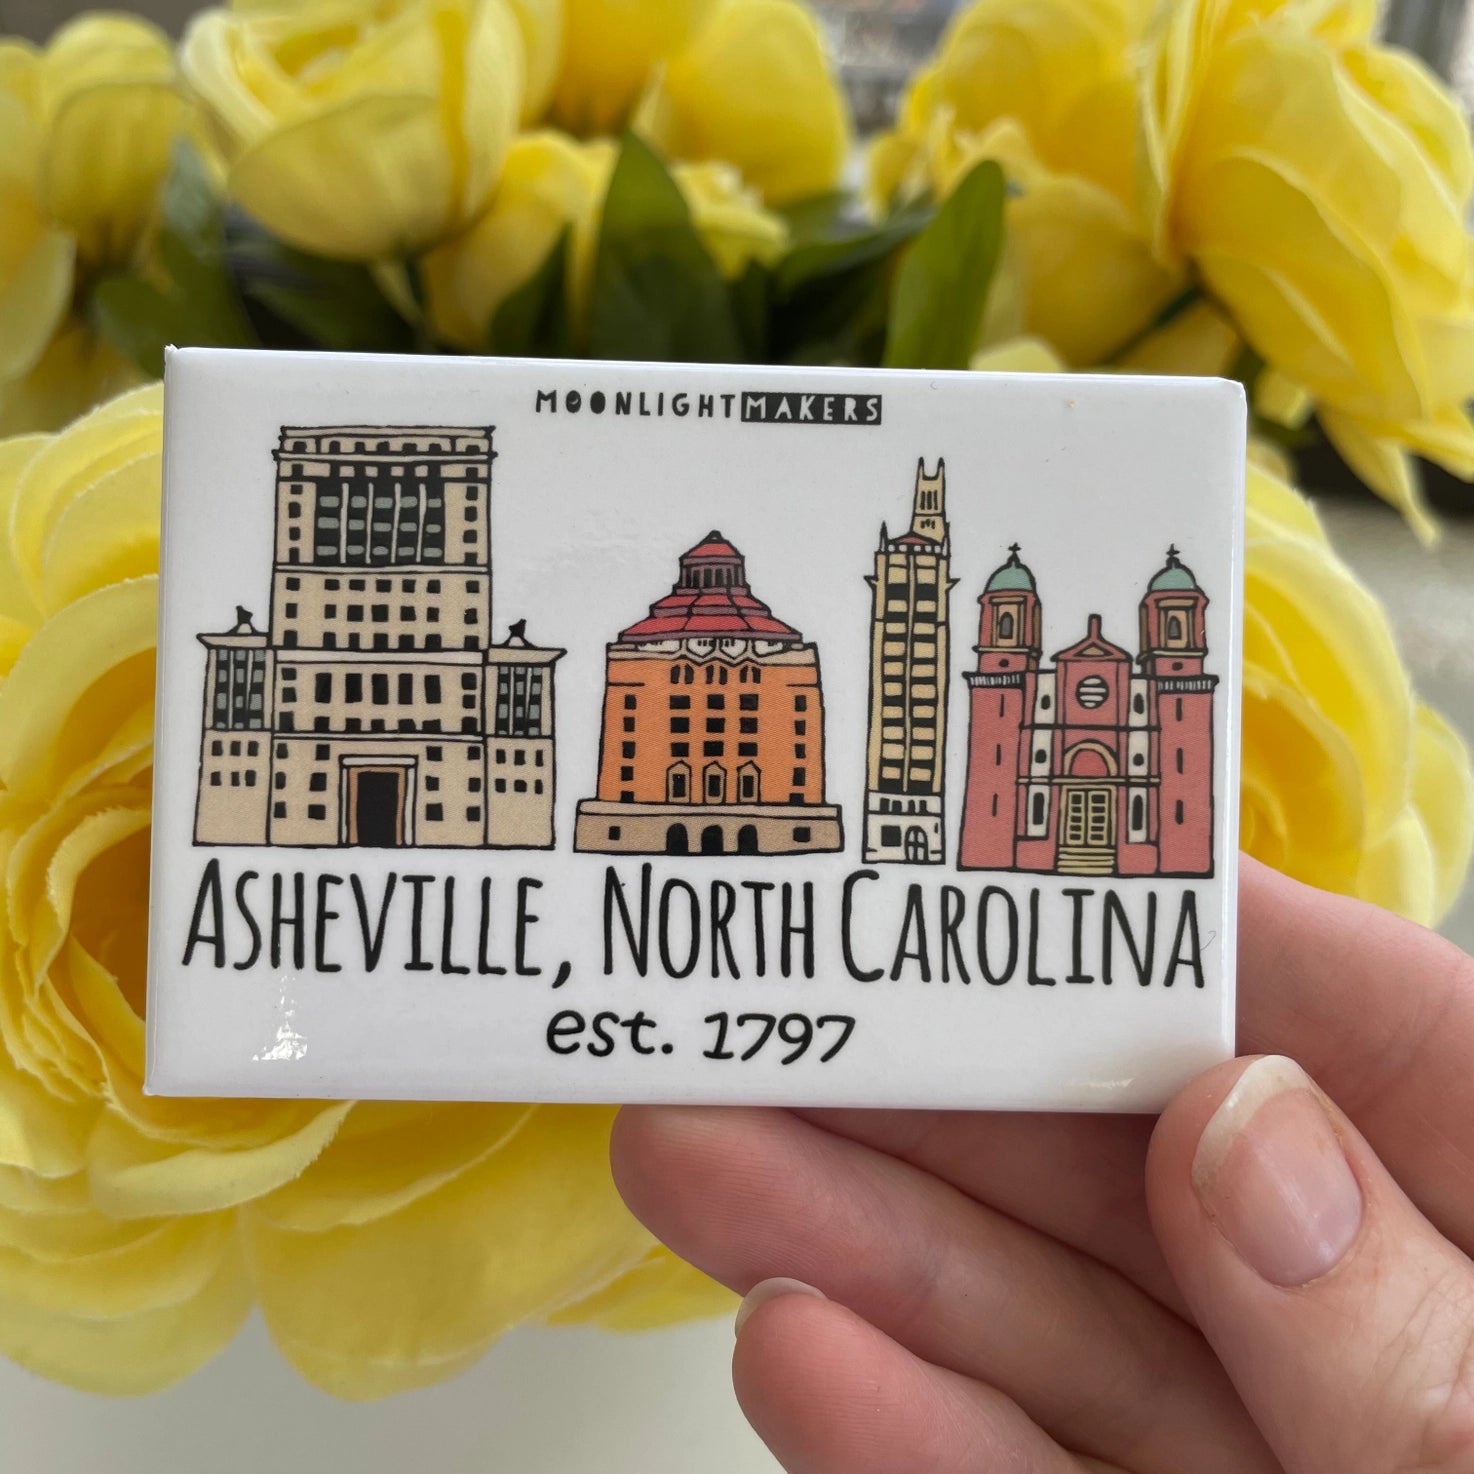 MOONLIGHTMAKERS
ASHEVILLE, NORTH CAROLINA
est. 1797